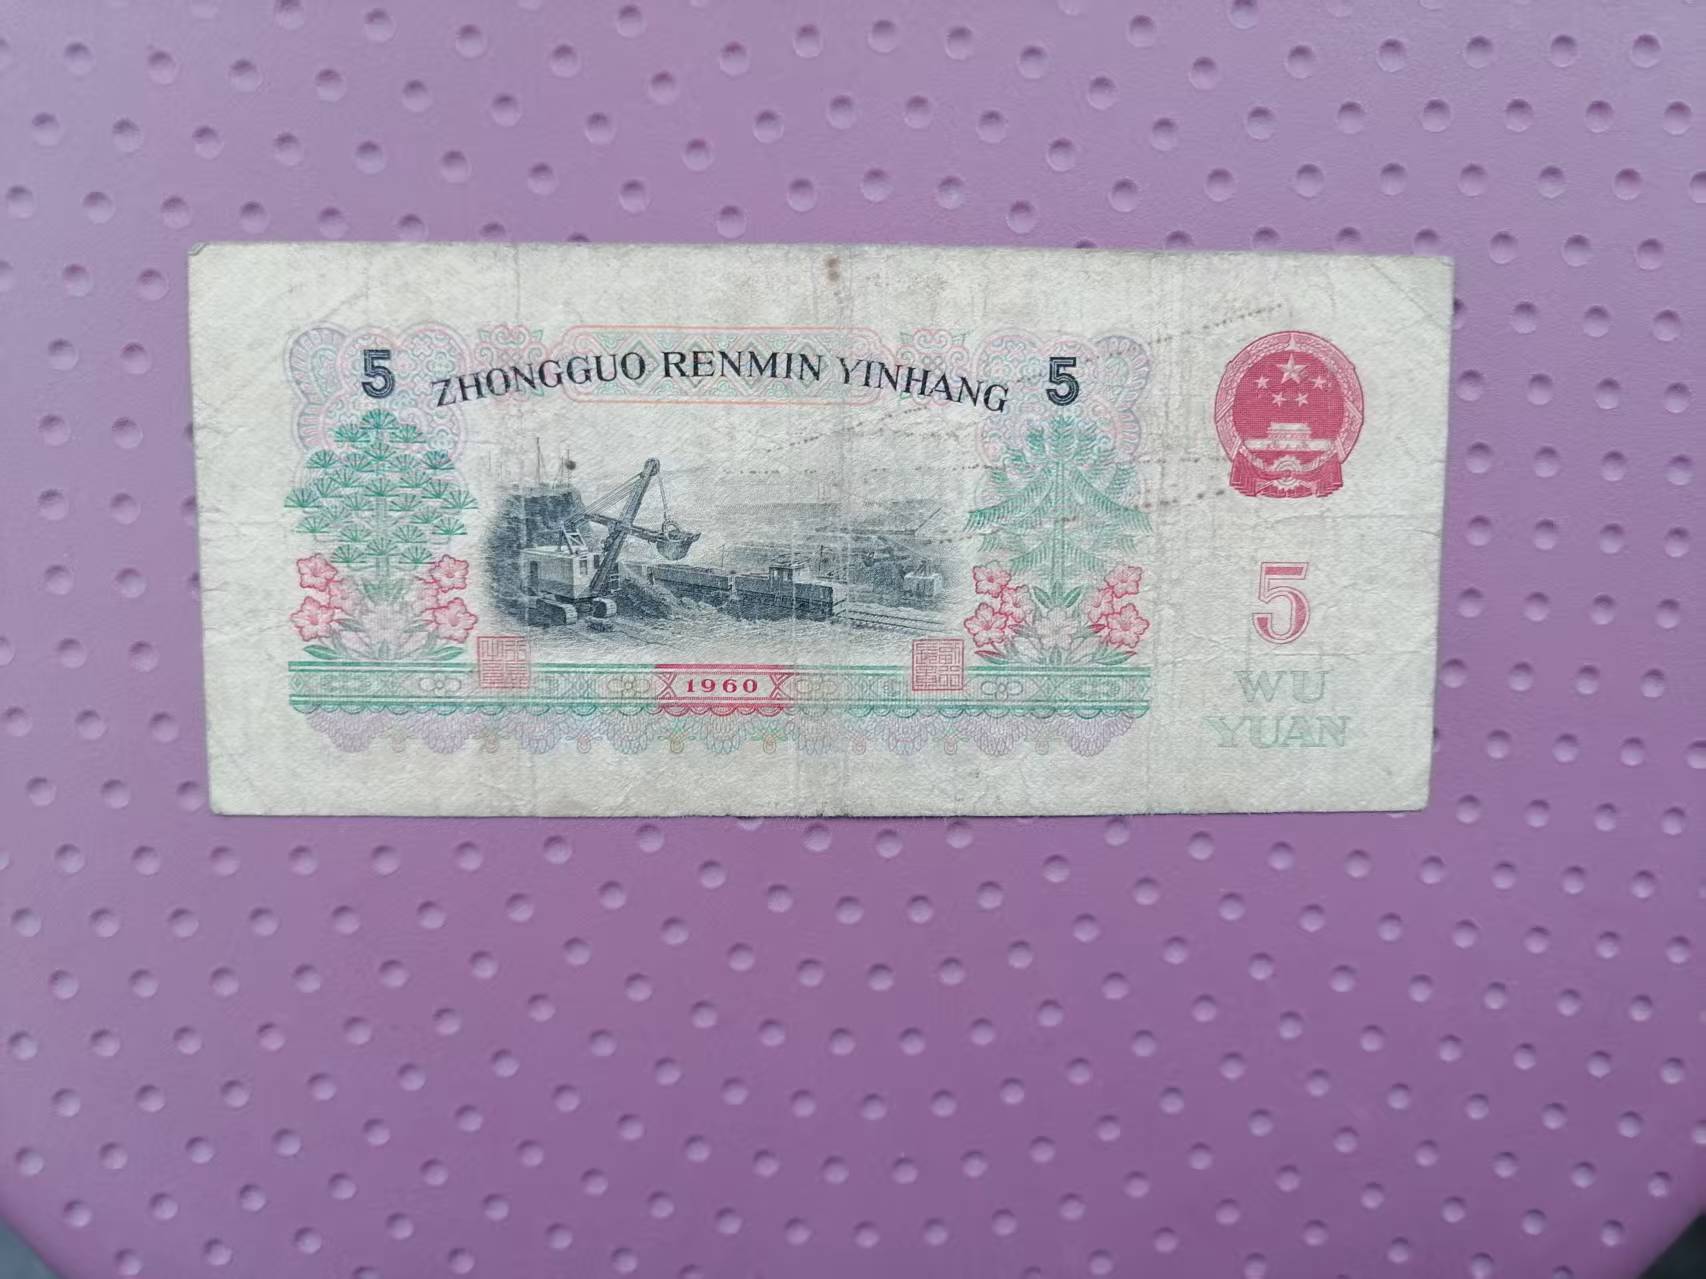 5 ZHONGGUO RENMIN YINHANG 5
5
WU
YUAN
1960